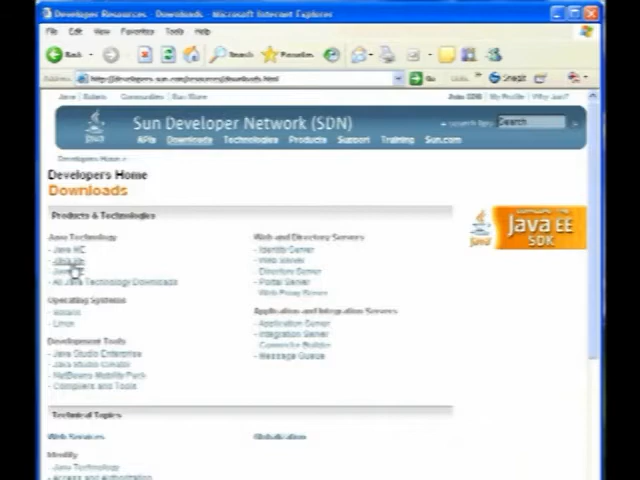 Developer Resources - Downloads - Microsoft Internet Explorer
File Edit View Favorites Tools Help
Back Search Favorites
Address http://developers.sun.com/resources/downloads.html Go Links SnagIt
Java Solaris Communities Sun Store Join SDN My Profile Why Join?
Sun Developer Network (SDN) search tips Search
Java
APIs Downloads Technologies Products Support Training Sun.com
Developers Home >
Developers Home
Downloads
Products & Technologies
Java Technology
- Java ME
- Java
- Java
- All Java Technology Downloads
Operating Systems
- Solaris
- Linux
Development Tools
- Java Studio Enterprise
- Java Studio Creator
- NetBeans Mobility Pack
- Compilers and Tools
Web and Directory Servers
- Identity Server
- Web Server
- Directory Server
- Portal Server
- Web Proxy Server
Application and Integration Servers
- Application Server
- Integration Server
- Connector Builder
- Message Queue
Java EE
SDK
Java
Technical Topics
Web Services
Globalization
Identity
- Java Technology
- Access and Authorization